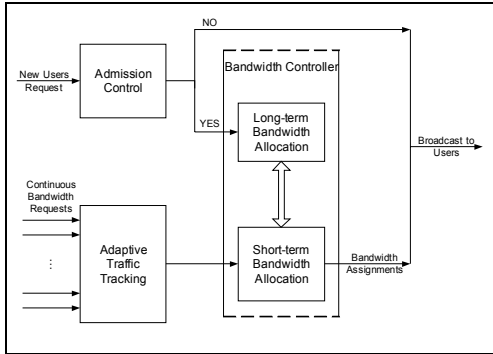 NO
New Users
Request
Admission
Control
YES
Bandwidth Controller
Long-term
Bandwidth
Allocation
Broadcast to
Users
Continuous
Bandwidth
Requests
⋮
Adaptive
Traffic
Tracking
Short-term
Bandwidth
Allocation
Bandwidth
Assignments